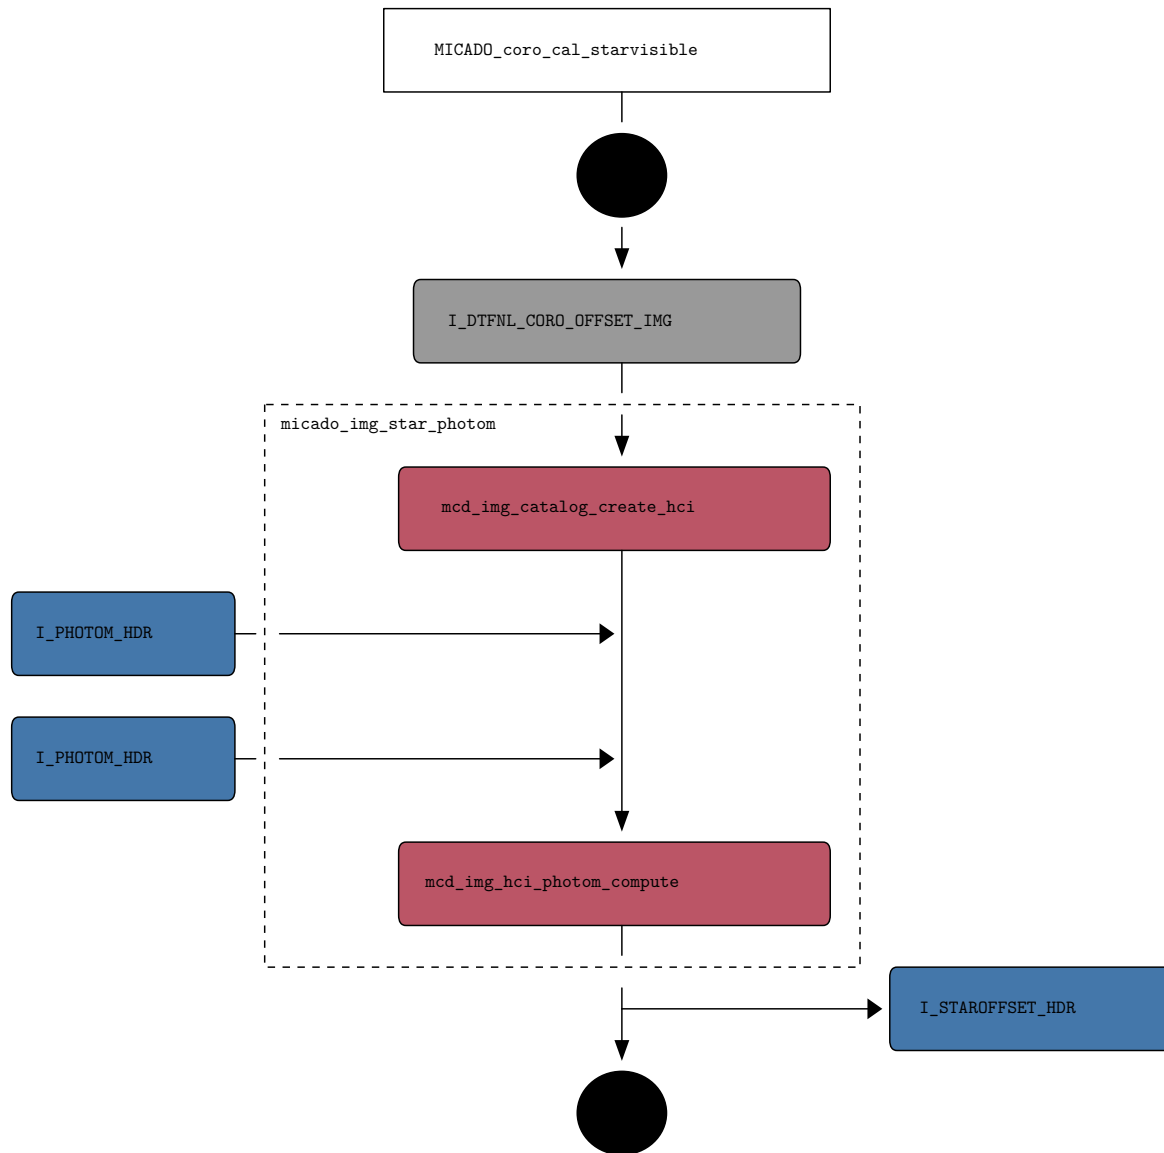 MICADO_coro_cal_starvisible
I_DTFNL_CORO_OFFSET_IMG
micado_img_star_photom
mcd_img_catalog_create_hci
I_PHOTOM_HDR
I_PHOTOM_HDR
mcd_img_hci_photom_compute
I_STAROFFSET_HDR